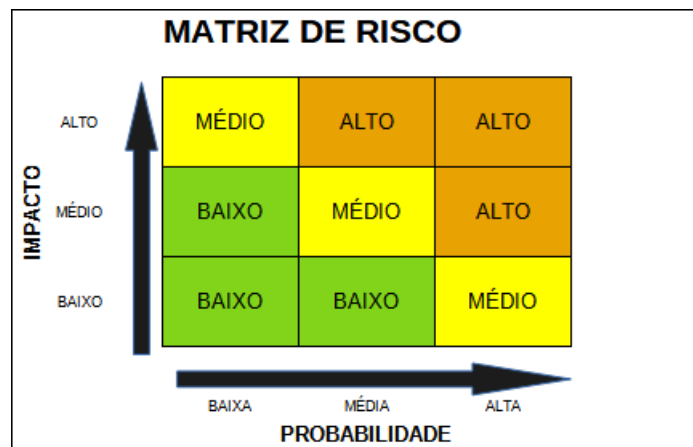 MATRIZ DE RISCO
ALTO MÉDIO ALTO ALTO
IMPACTO
MÉDIO BAIXO MÉDIO ALTO
BAIXO BAIXO BAIXO MÉDIO
BAIXA MÉDIA ALTA
PROBABILIDADE